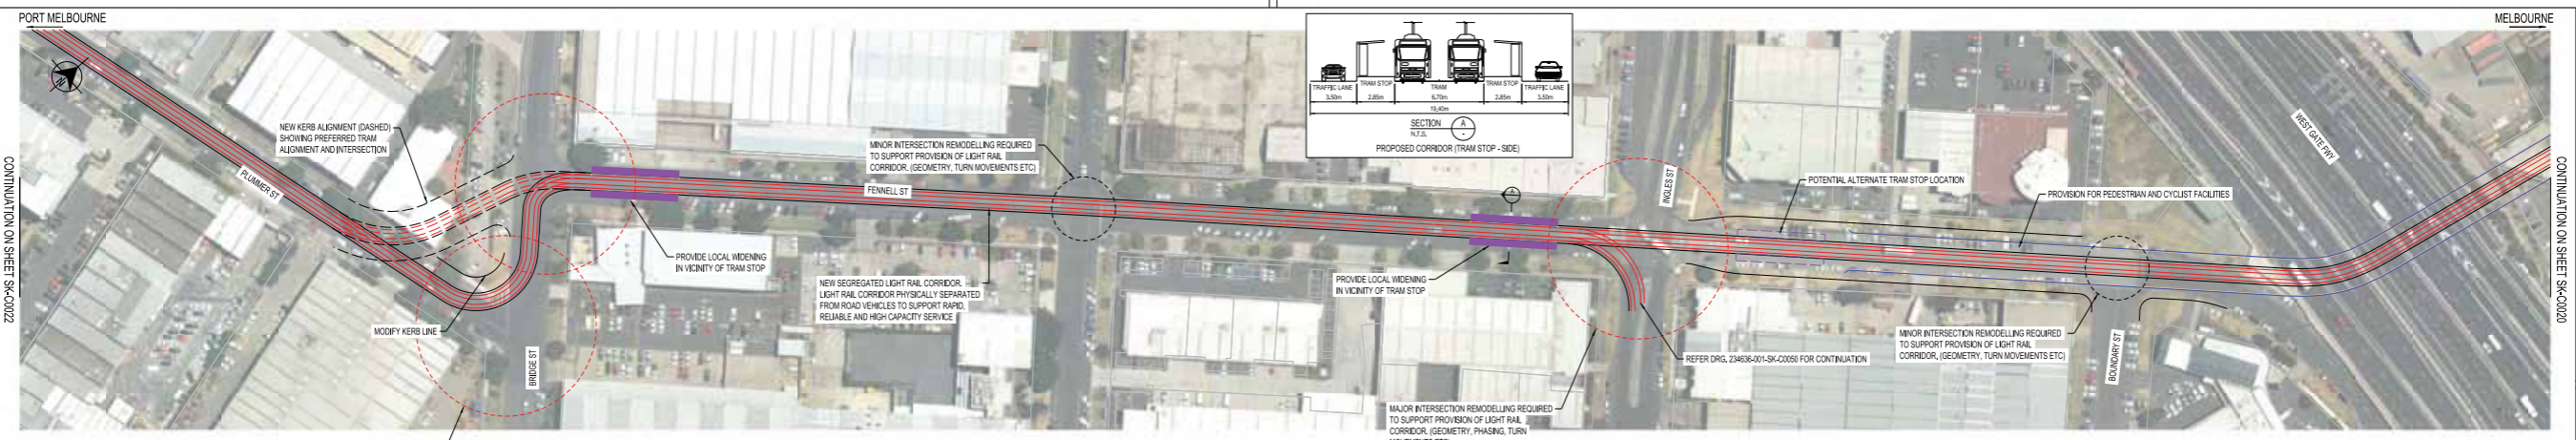 PORT MELBOURNE
MELBOURNE
TRAFFIC LANE
TRAM STOP
TRAM
TRAM STOP
TRAFFIC LANE
3.50m
2.85m
6.70m
2.85m
3.50m
19.40m
SECTION
A
N.T.S.
-
PROPOSED CORRIDOR (TRAM STOP - SIDE)
N
NEW KERB ALIGNMENT (DASHED)
SHOWING PREFERRED TRAM
ALIGNMENT AND INTERSECTION
MINOR INTERSECTION REMODELLING REQUIRED
TO SUPPORT PROVISION OF LIGHT RAIL
CORRIDOR. (GEOMETRY, TURN MOVEMENTS ETC)
WEST GATE FWY
CONTINUATION ON SHEET SK-C0022
PLUMMER ST
FENNELL ST
A
INGLES ST
POTENTIAL ALTERNATE TRAM STOP LOCATION
PROVISION FOR PEDESTRIAN AND CYCLIST FACILITIES
CONTINUATION ON SHEET SK-C0020
PROVIDE LOCAL WIDENING
IN VICINITY OF TRAM STOP
NEW SEGREGATED LIGHT RAIL CORRIDOR.
LIGHT RAIL CORRIDOR PHYSICALLY SEPARATED
FROM ROAD VEHICLES TO SUPPORT RAPID,
RELIABLE AND HIGH CAPACITY SERVICE
PROVIDE LOCAL WIDENING
IN VICINITY OF TRAM STOP
MODIFY KERB LINE
BRIDGE ST
REFER DRG. 234636-001-SK-C0050 FOR CONTINUATION
MINOR INTERSECTION REMODELLING REQUIRED
TO SUPPORT PROVISION OF LIGHT RAIL
CORRIDOR. (GEOMETRY, TURN MOVEMENTS ETC)
BOUNDARY ST
MAJOR INTERSECTION REMODELLING REQUIRED
TO SUPPORT PROVISION OF LIGHT RAIL
CORRIDOR. (GEOMETRY, PHASING, TURN